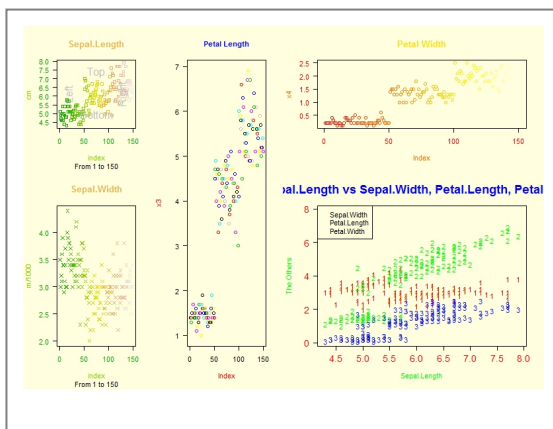 Sepal.Length
Top
Left
Bottom
8.0
7.5
7.0
6.5
6.0
5.5
5.0
4.5
cm
0 50 100 150
index
From 1 to 150
Sepal.Width
4.0
3.5
3.0
2.5
2.0
m/1000
0 50 100 150
index
From 1 to 150
Petal Length
7
6
5
4
3
2
1
x3
0 50 100 150
Index
Petal Width
2.5
2.0
1.5
1.0
0.5
x4
0 50 100 150
Index
pal.Length vs Sepal.Width, Petal.Length, Petal
Sepal.Width
Petal.Length
Petal.Width
8
6
4
2
0
The Others
4.5 5.0 5.5 6.0 6.5 7.0 7.5 8.0
Sepal.Length